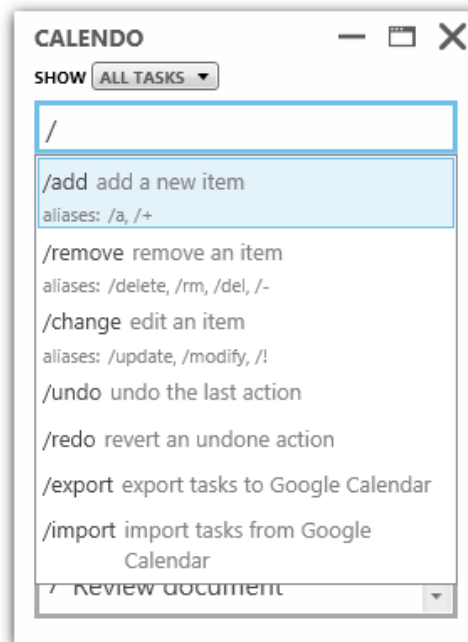 CALENDO
SHOW ALL TASKS
/
/add add a new item
aliases: /a, /+
/remove remove an item
aliases: /delete, /rm, /del, /-
/change edit an item
aliases: /update, /modify, /!
/undo undo the last action
/redo revert an undone action
/export export tasks to Google Calendar
/import import tasks from Google
Calendar
Review document